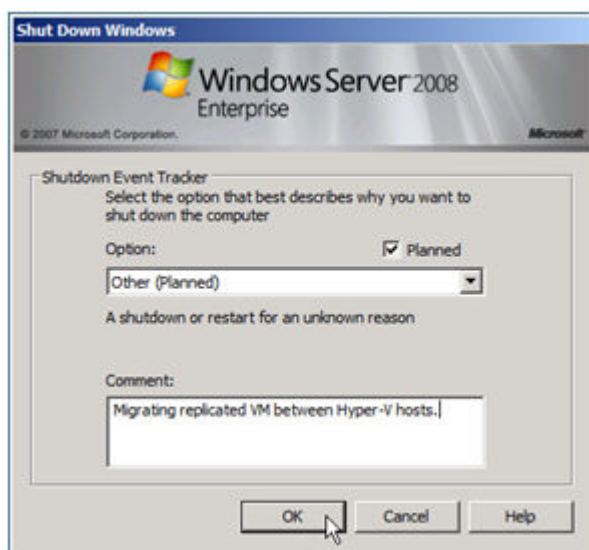 Shut Down Windows
Windows Server 2008
Enterprise
© 2007 Microsoft Corporation.
Microsoft
Shutdown Event Tracker
Select the option that best describes why you want to
shut down the computer
Option:
Planned
Other (Planned)
A shutdown or restart for an unknown reason
Comment:
Migrating replicated VM between Hyper-V hosts.
OK
Cancel
Help